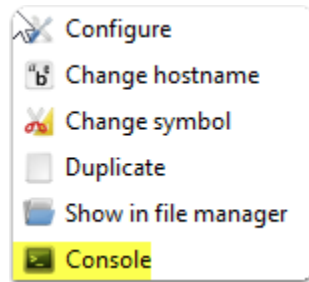 Configure
Change hostname
Change symbol
Duplicate
Show in file manager
Console